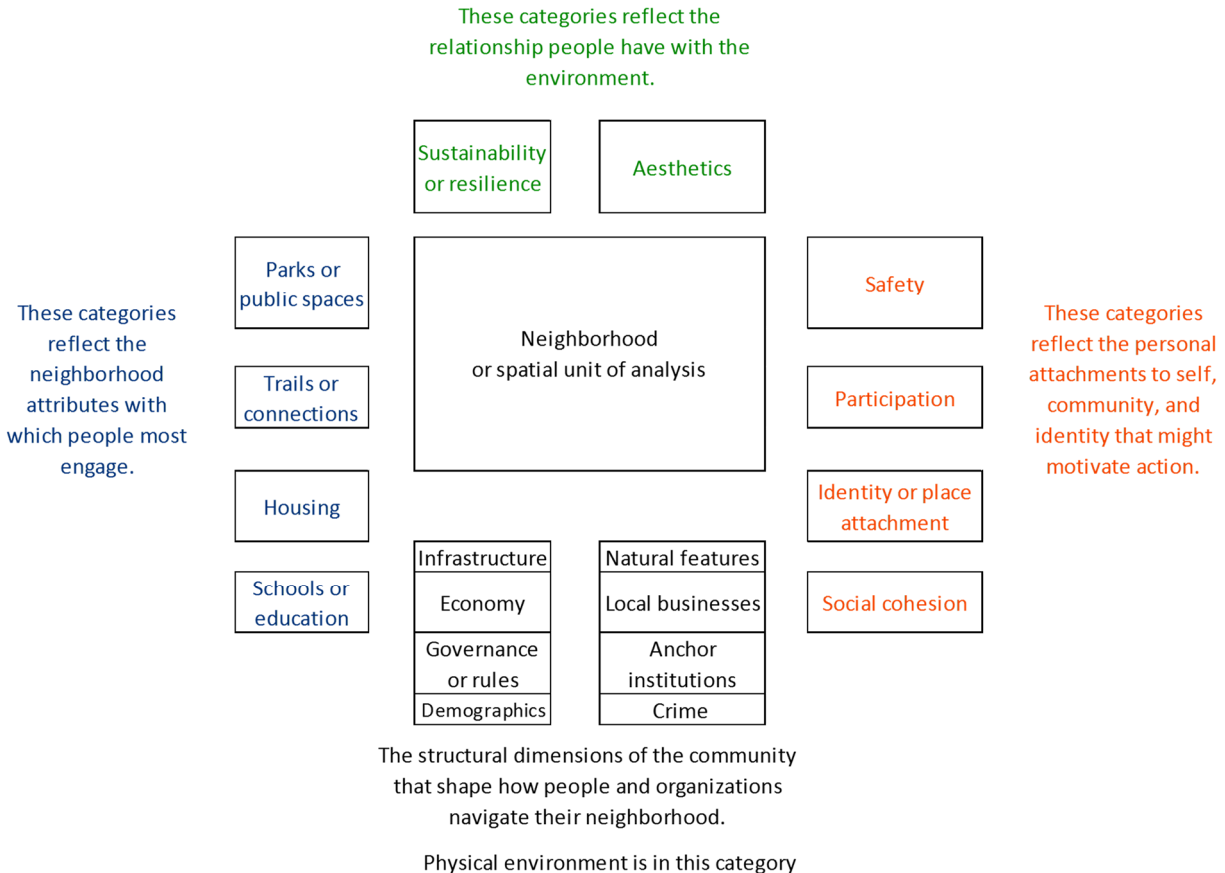 These categories reflect the
relationship people have with the
environment.
Sustainability
or resilience
Aesthetics
Parks or
public spaces
Safety
These categories
reflect the
neighborhood
attributes with
which people most
engage.
Neighborhood
or spatial unit of analysis
These categories
reflect the personal
attachments to self,
community, and
identity that might
motivate action.
Trails or
connections
Participation
Housing
Identity or place
attachment
Schools or
education
Infrastructure
Economy
Governance
or rules
Demographics
Natural features
Local businesses
Anchor
institutions
Crime
Social cohesion
The structural dimensions of the community
that shape how people and organizations
navigate their neighborhood.
Physical environment is in this category